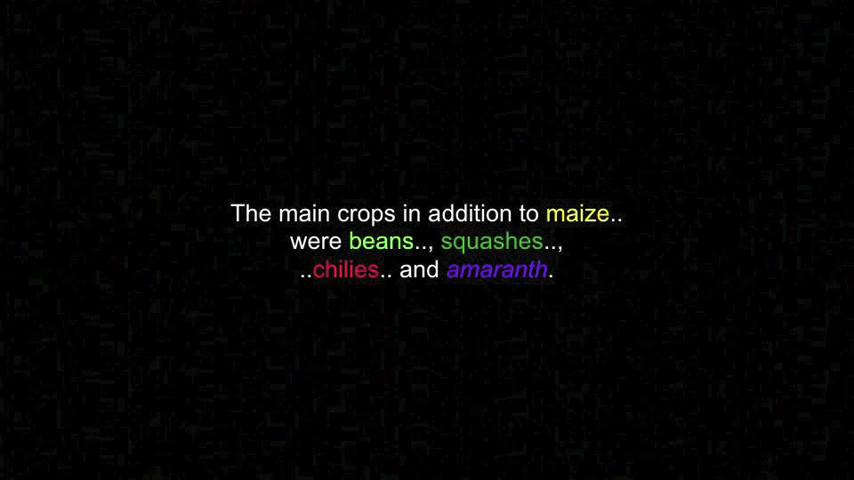 The main crops in addition to maize..
were beans.., squashes..,
..chilies.. and amaranth.